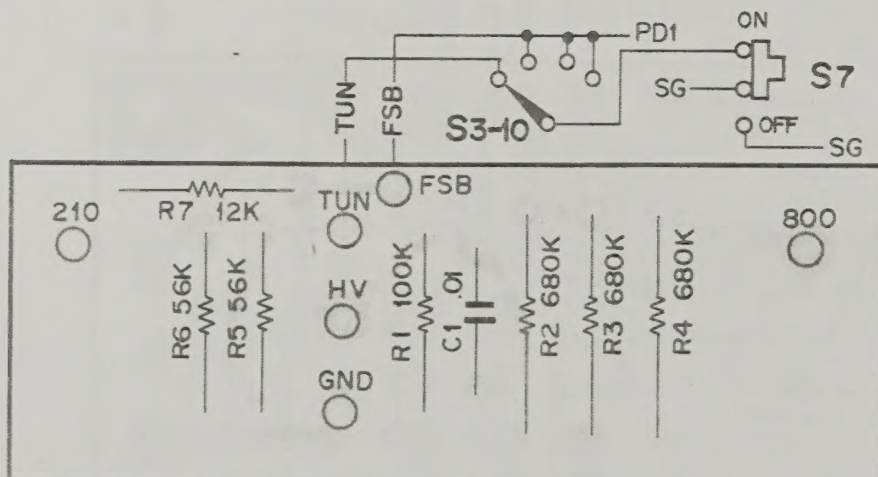 ON
PD1
S7
SG
TUN
FSB
S3-10
OFF
SG
FSB
TUN
210
R7 12K
800
R6 56K
R5 56K
HV
R1 100K
C1 .01
R2 680K
R3 680K
R4 680K
GND